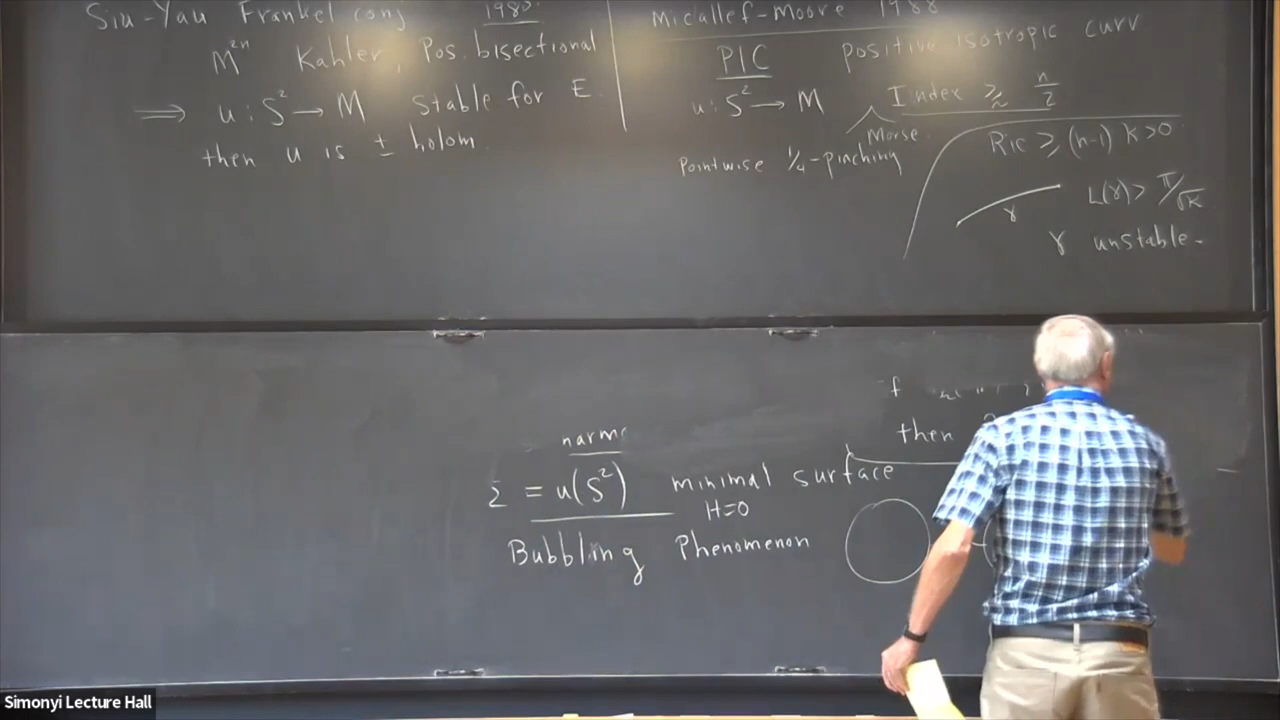 Siu-Yau Frankel conj
M²ⁿ Kahler, Pos. bisectional
⟹ u : S² → M stable for E.
then u is ± holom.
Micallef-Moore 1988
PIC positive isotropic curv
u : S² → M Index ≳ n/2
Morse
Pointwise 1/4-pinching
Ric ≥ (n-1) k > 0
γ L(γ) > π/√k
γ unstable.
then
harmc
Σ = u(S²) minimal surface
H=0
Bubbling Phenomenon
Simonyi Lecture Hall